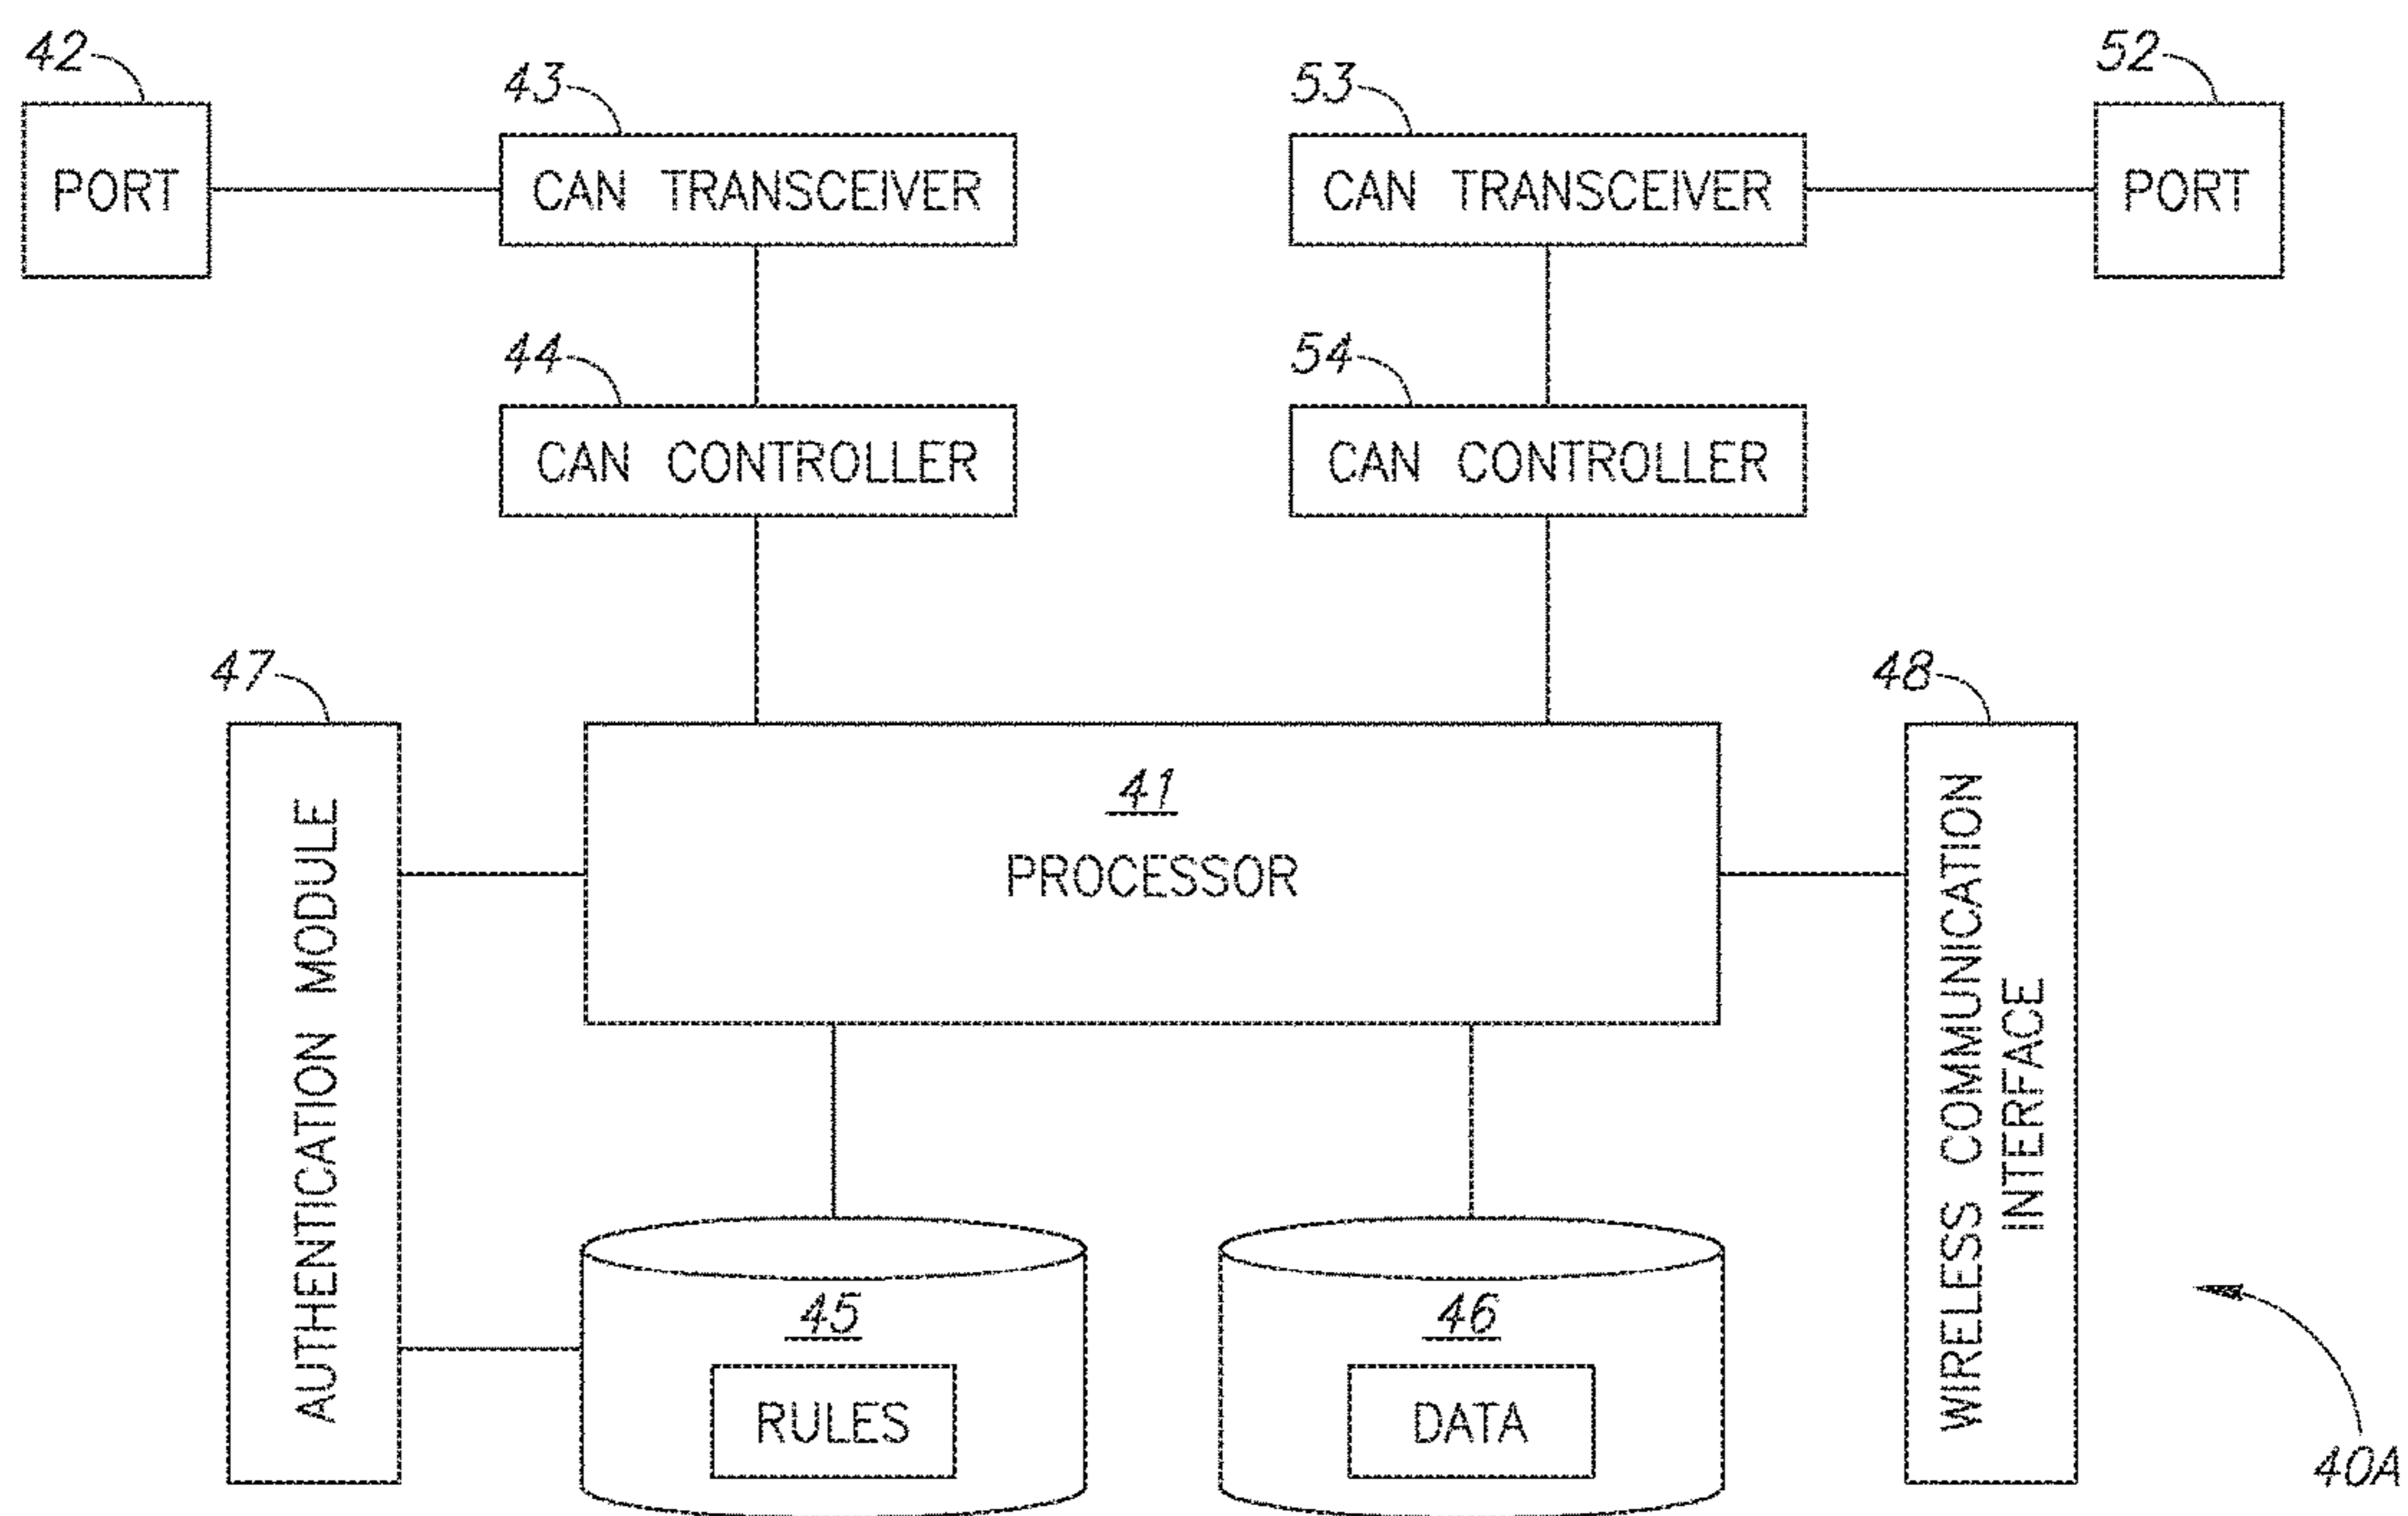 42
43
53
52
PORT
CAN TRANSCEIVER
CAN TRANSCEIVER
PORT
44
54
CAN CONTROLLER
CAN CONTROLLER
47
48
41
PROCESSOR
AUTHENTICATION MODULE
WIRELESS COMMUNICATION
INTERFACE
45
46
RULES
DATA
40A